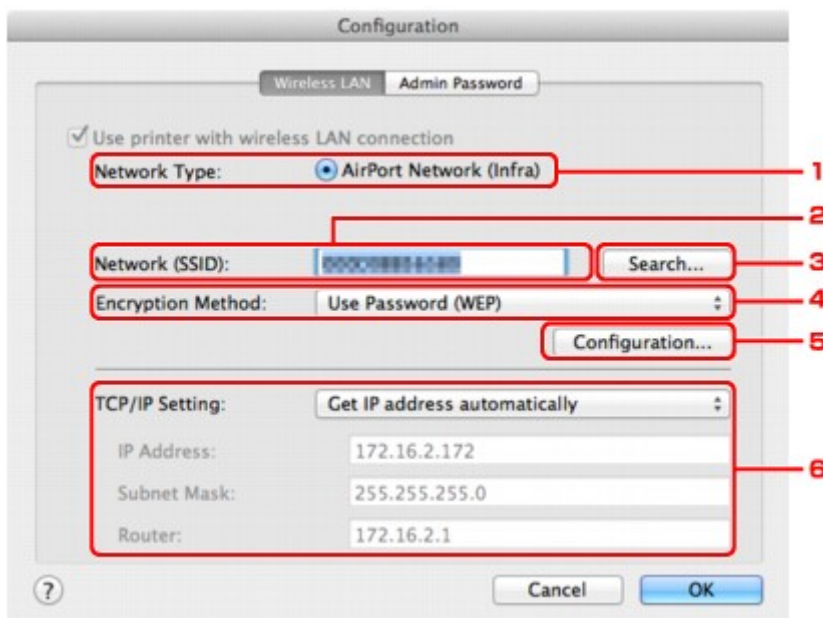 Configuration
Wireless LAN Admin Password
Use printer with wireless LAN connection
Network Type: AirPort Network (Infra) 1
2
Network (SSID): Search... 3
Encryption Method: Use Password (WEP) 4
Configuration... 5
TCP/IP Setting: Get IP address automatically
IP Address: 172.16.2.172
6
Subnet Mask: 255.255.255.0
Router: 172.16.2.1
? Cancel OK